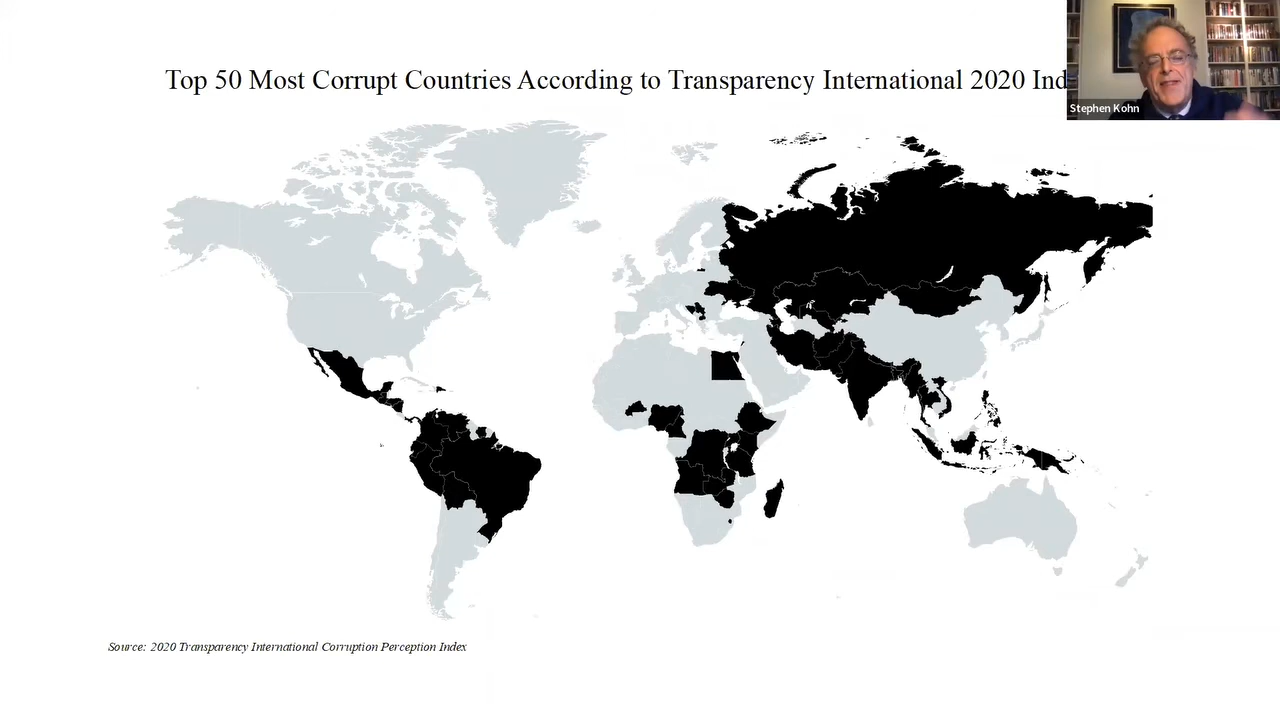 Top 50 Most Corrupt Countries According to Transparency International 2020 Ind
Stephen Kohn
Source: 2020 Transparency International Corruption Perception Index